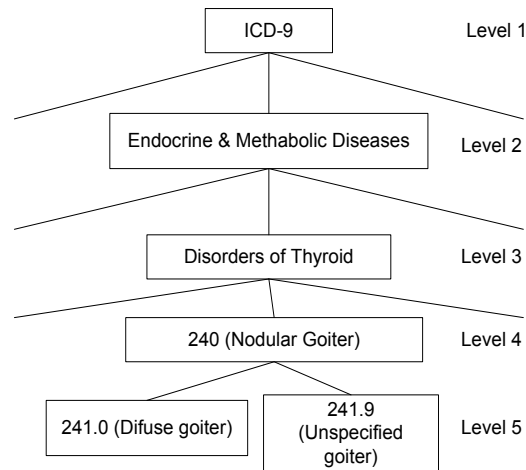 ICD-9
Level 1
Endocrine & Methabolic Diseases
Level 2
Disorders of Thyroid
Level 3
240 (Nodular Goiter)
Level 4
241.0 (Difuse goiter)
241.9
(Unspecified
goiter)
Level 5